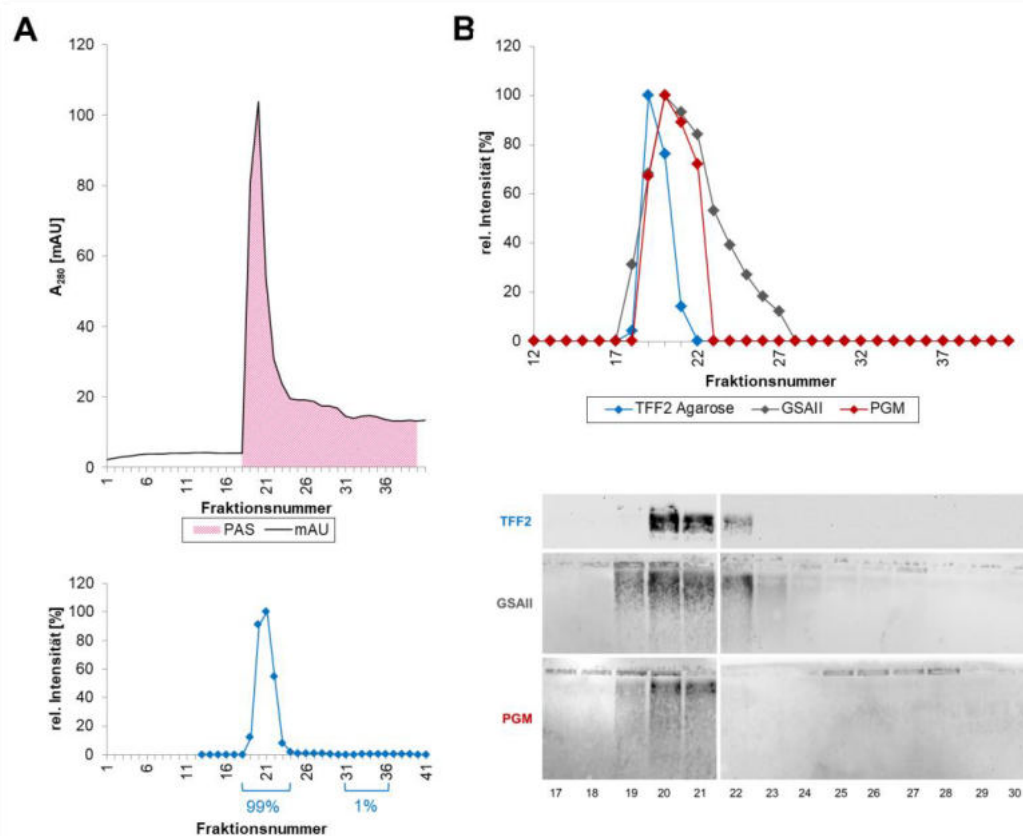 A
120
100
80
60
40
20
0
A280 [mAU]
1
6
11
16
21
26
31
36
Fraktionsnummer
PAS
mAU
120
100
80
60
40
20
0
rel. Intensität [%]
1
6
11
16
21
26
31
36
41
99%
1%
Fraktionsnummer
B
120
100
80
60
40
20
0
rel. Intensität [%]
12
17
22
27
32
37
Fraktionsnummer
TFF2 Agarose
GSAII
PGM
TFF2
GSAII
PGM
17 18 19 20 21 22 23 24 25 26 27 28 29 30